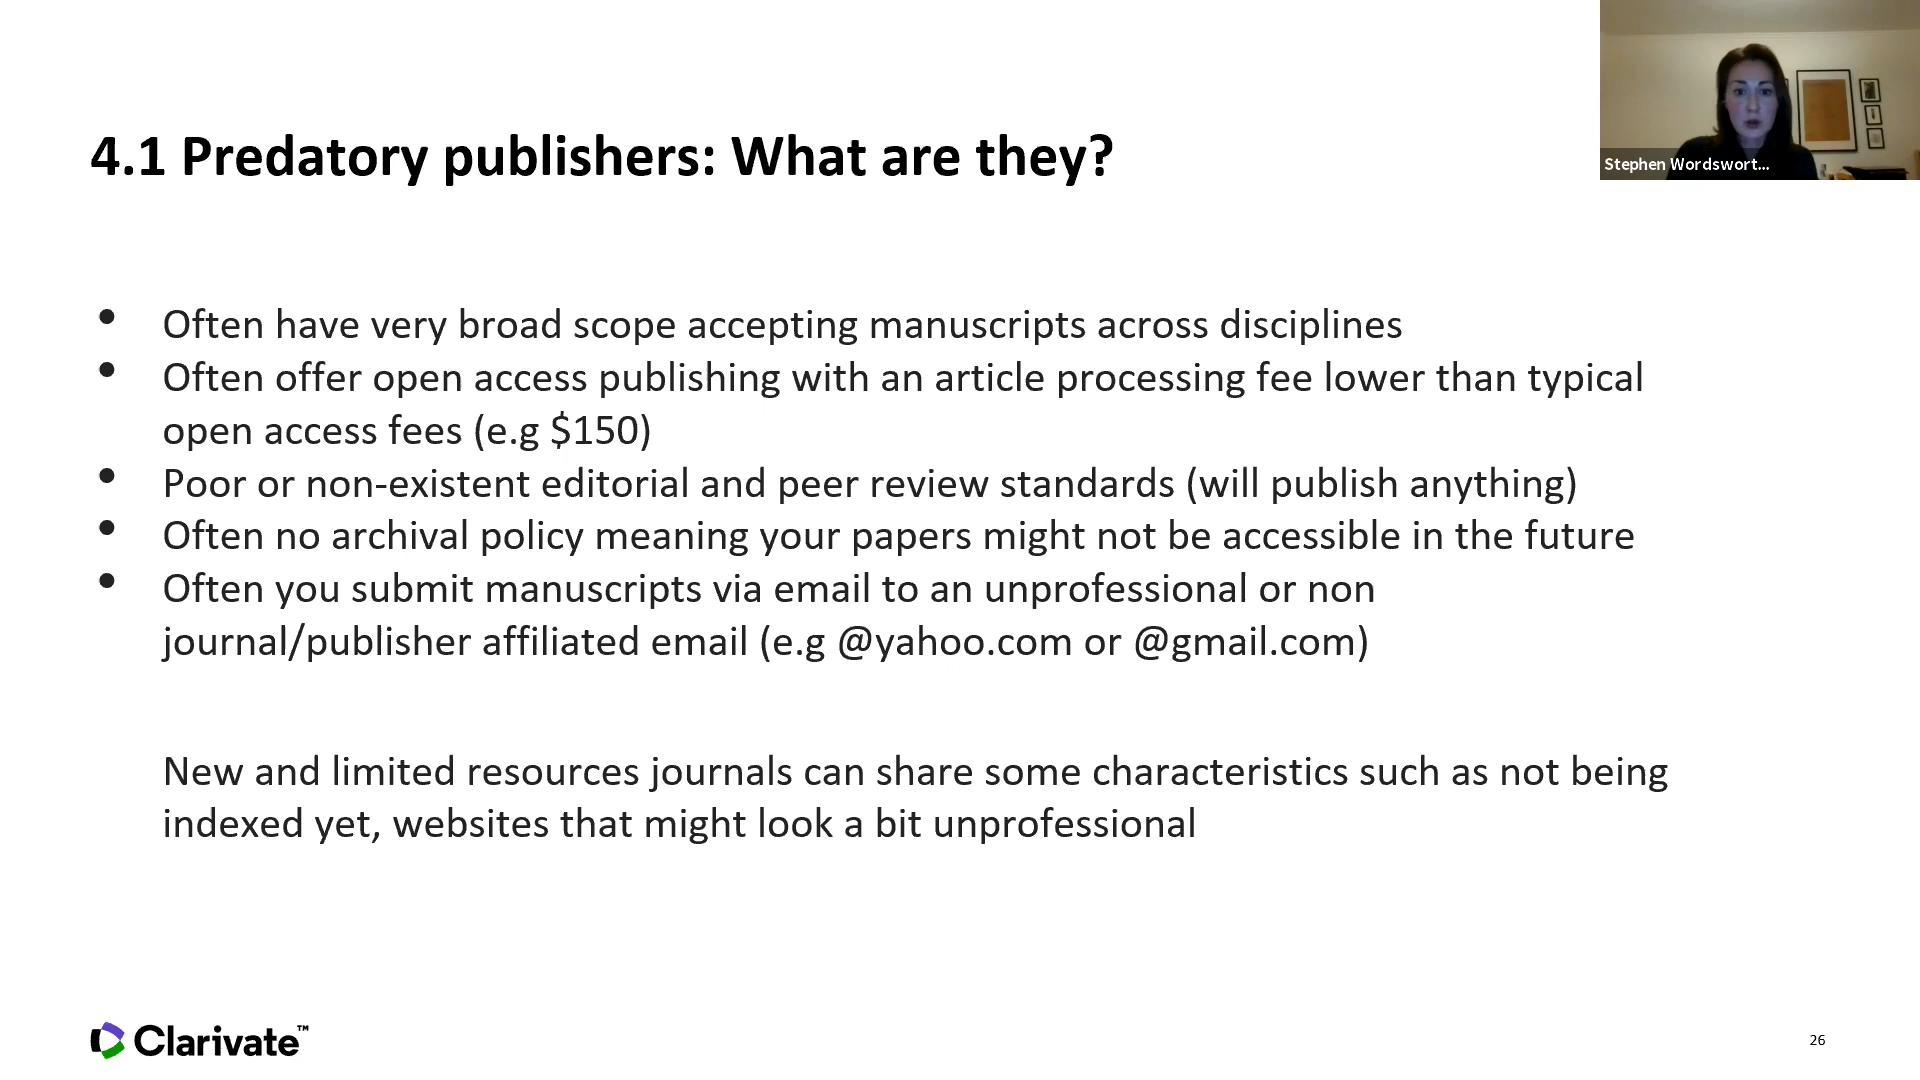 Stephen Wordswort...
4.1 Predatory publishers: What are they?
• Often have very broad scope accepting manuscripts across disciplines
• Often offer open access publishing with an article processing fee lower than typical
open access fees (e.g $150)
• Poor or non-existent editorial and peer review standards (will publish anything)
• Often no archival policy meaning your papers might not be accessible in the future
• Often you submit manuscripts via email to an unprofessional or non
journal/publisher affiliated email (e.g @yahoo.com or @gmail.com)
New and limited resources journals can share some characteristics such as not being
indexed yet, websites that might look a bit unprofessional
Clarivate™
26